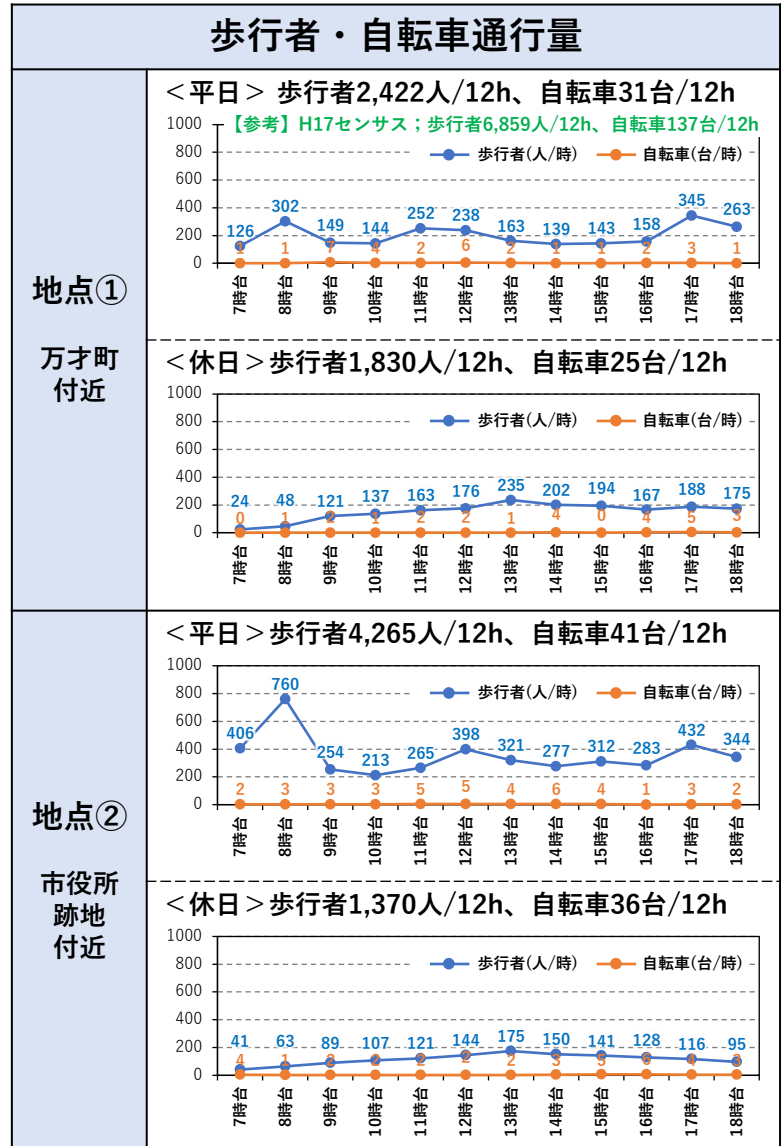 歩行者・自転車通行量
地点①
万才町
付近
＜平日＞ 歩行者2,422人/12h、自転車31台/12h
【参考】H17センサス；歩行者6,859人/12h、自転車137台/12h
歩行者(人/時) 自転車(台/時)
1000
800
600
400
200
0
126 302 149 144 252 238 163 139 143 158 345 263
1 1 7 4 2 6 2 1 1 2 3 1
7時台 8時台 9時台 10時台 11時台 12時台 13時台 14時台 15時台 16時台 17時台 18時台
＜休日＞歩行者1,830人/12h、自転車25台/12h
歩行者(人/時) 自転車(台/時)
1000
800
600
400
200
0
24 48 121 137 163 176 235 202 194 167 188 175
0 1 2 1 2 2 1 4 0 4 5 3
7時台 8時台 9時台 10時台 11時台 12時台 13時台 14時台 15時台 16時台 17時台 18時台
地点②
市役所
跡地
付近
＜平日＞歩行者4,265人/12h、自転車41台/12h
歩行者(人/時) 自転車(台/時)
1000
800
600
400
200
0
406 760 254 213 265 398 321 277 312 283 432 344
2 3 3 3 5 5 4 6 4 1 3 2
7時台 8時台 9時台 10時台 11時台 12時台 13時台 14時台 15時台 16時台 17時台 18時台
＜休日＞歩行者1,370人/12h、自転車36台/12h
歩行者(人/時) 自転車(台/時)
1000
800
600
400
200
0
41 63 89 107 121 144 175 150 141 128 116 95
4 1 2 2 2 2 2 3 5 4
7時台 8時台 9時台 10時台 11時台 12時台 13時台 14時台 15時台 16時台 17時台 18時台